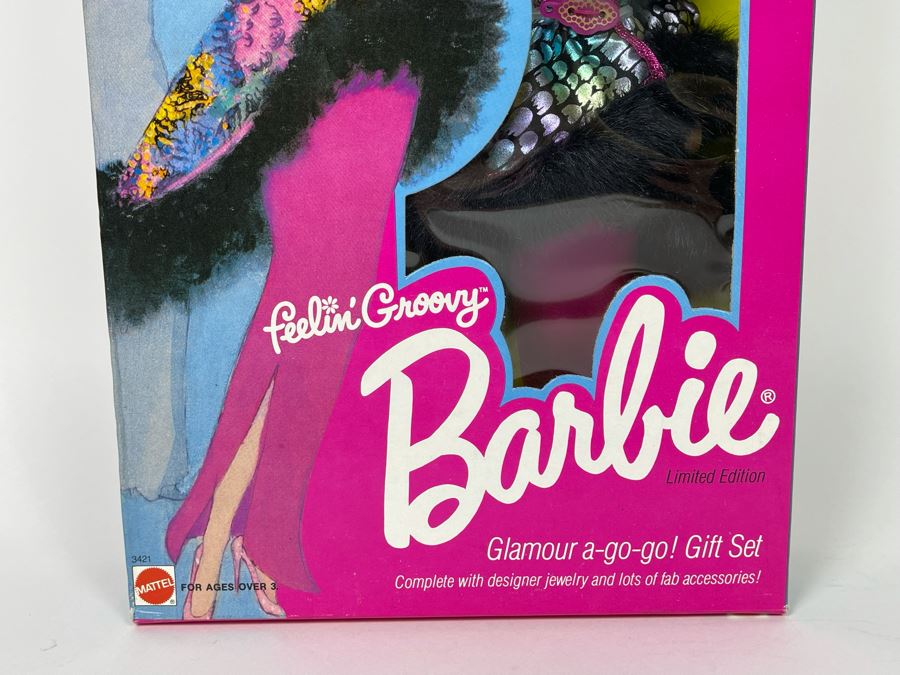 feelin' Groovy™
Barbie®
Limited Edition
Glamour a-go-go! Gift Set
Complete with designer jewelry and lots of fab accessories!
3421
MATTEL®
FOR AGES OVER 3.